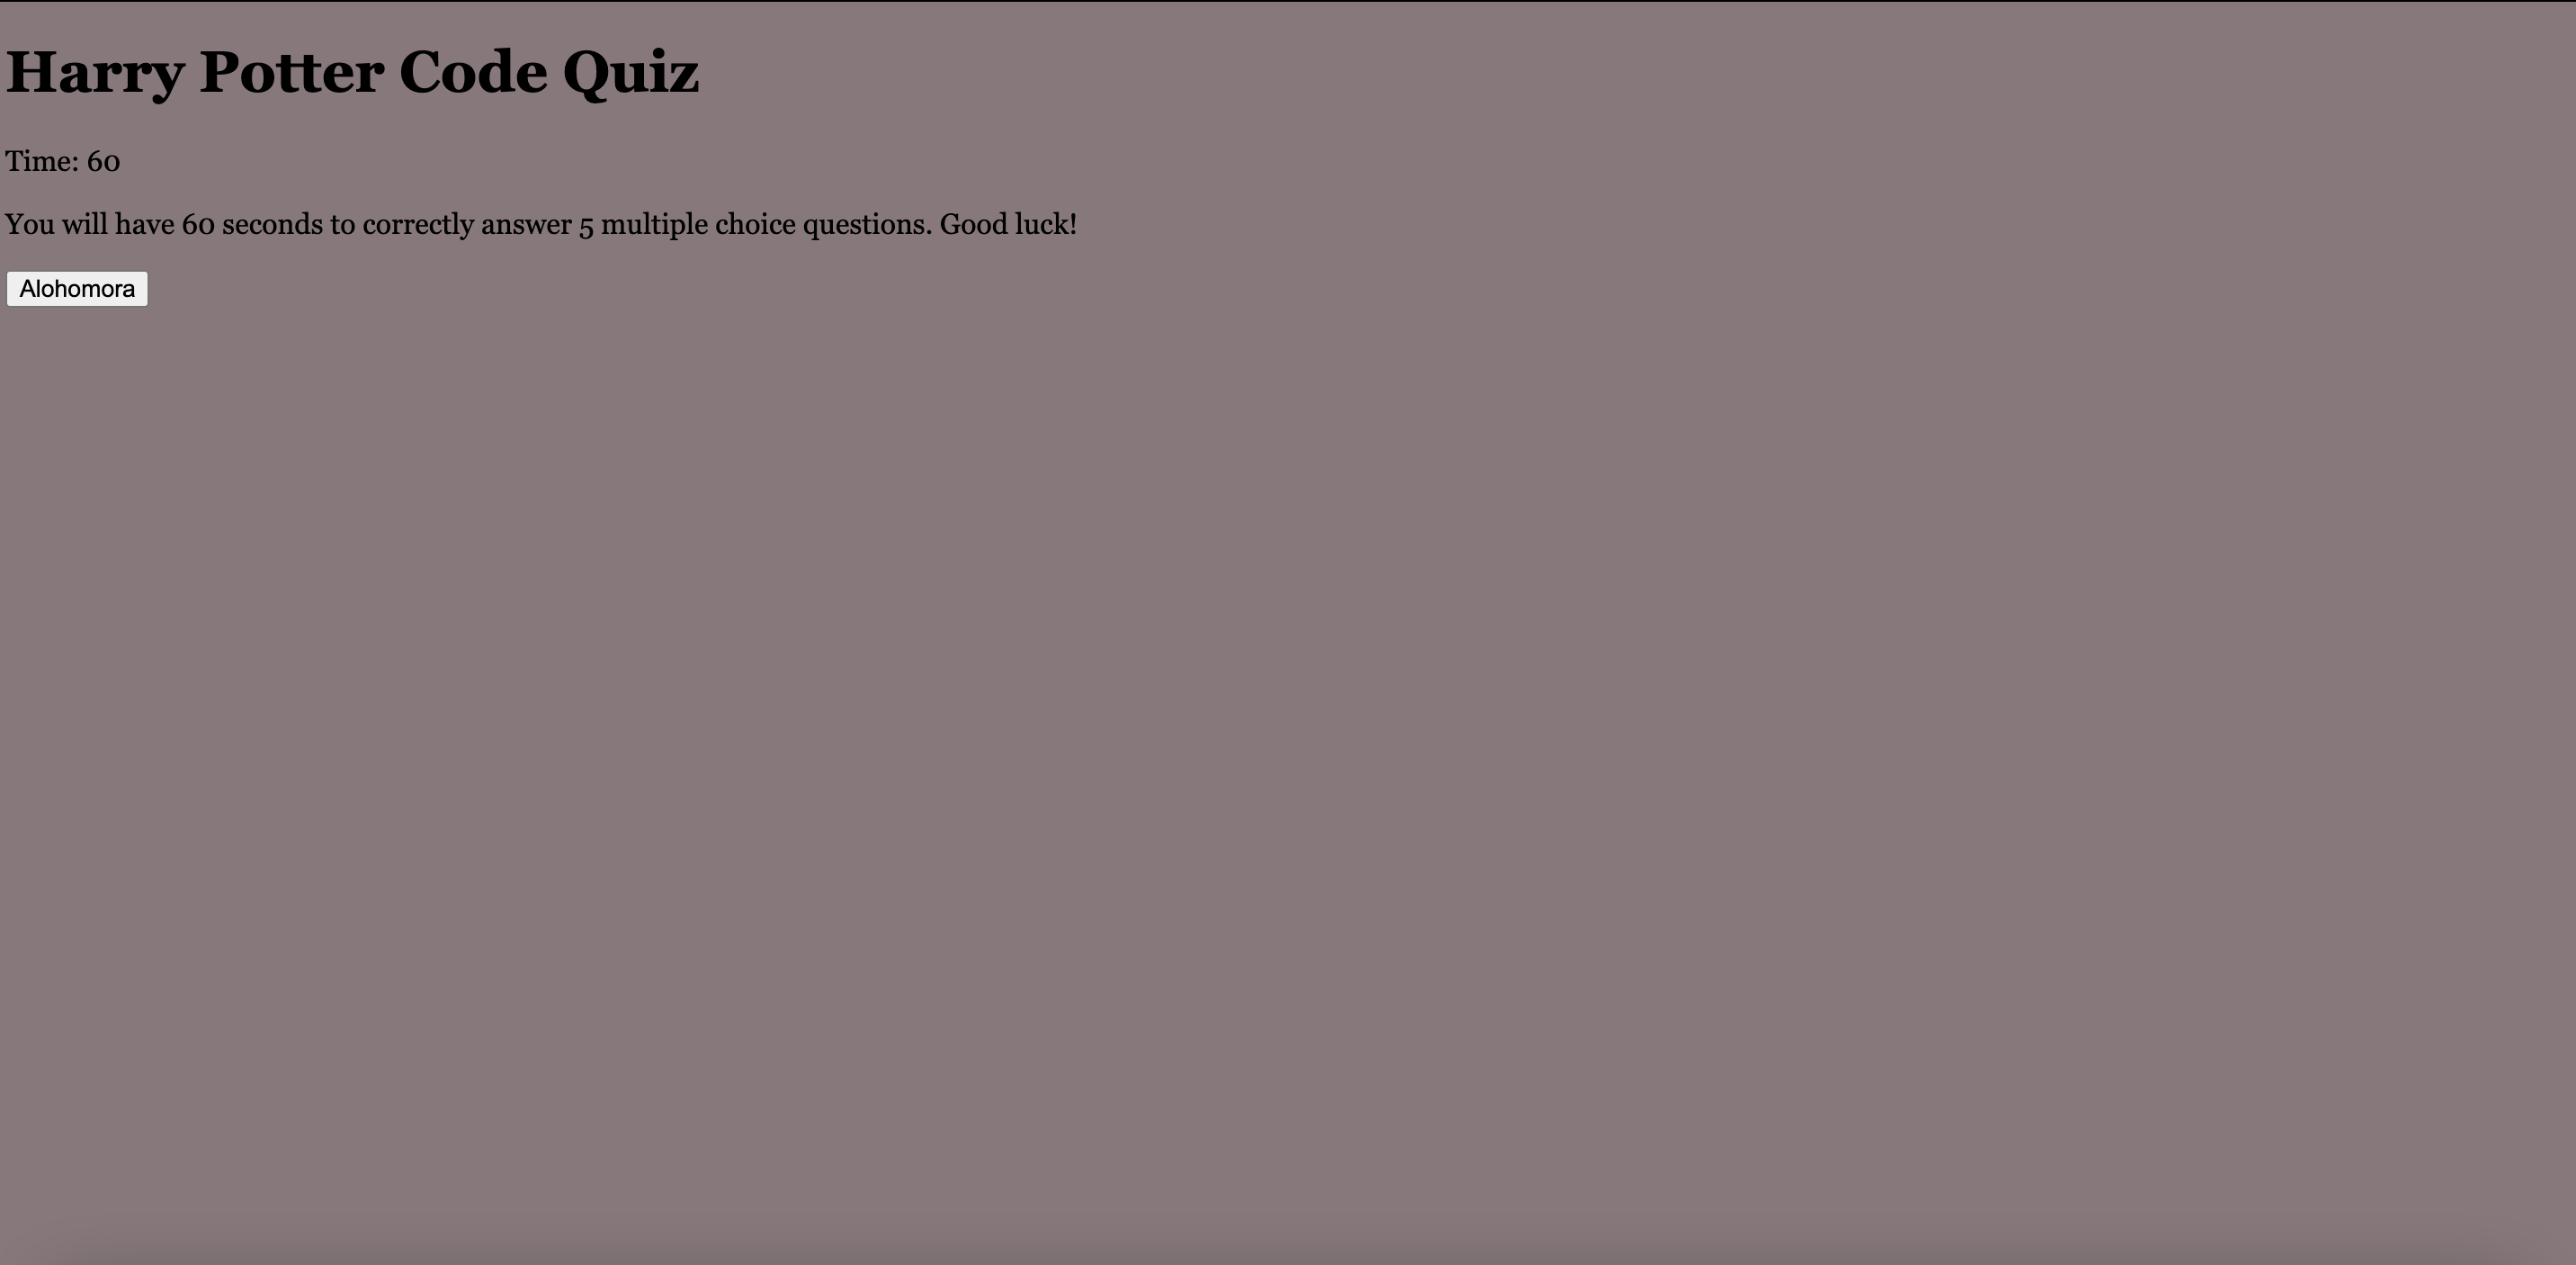 Harry Potter Code Quiz
Time: 60
You will have 60 seconds to correctly answer 5 multiple choice questions. Good luck!
Alohomora